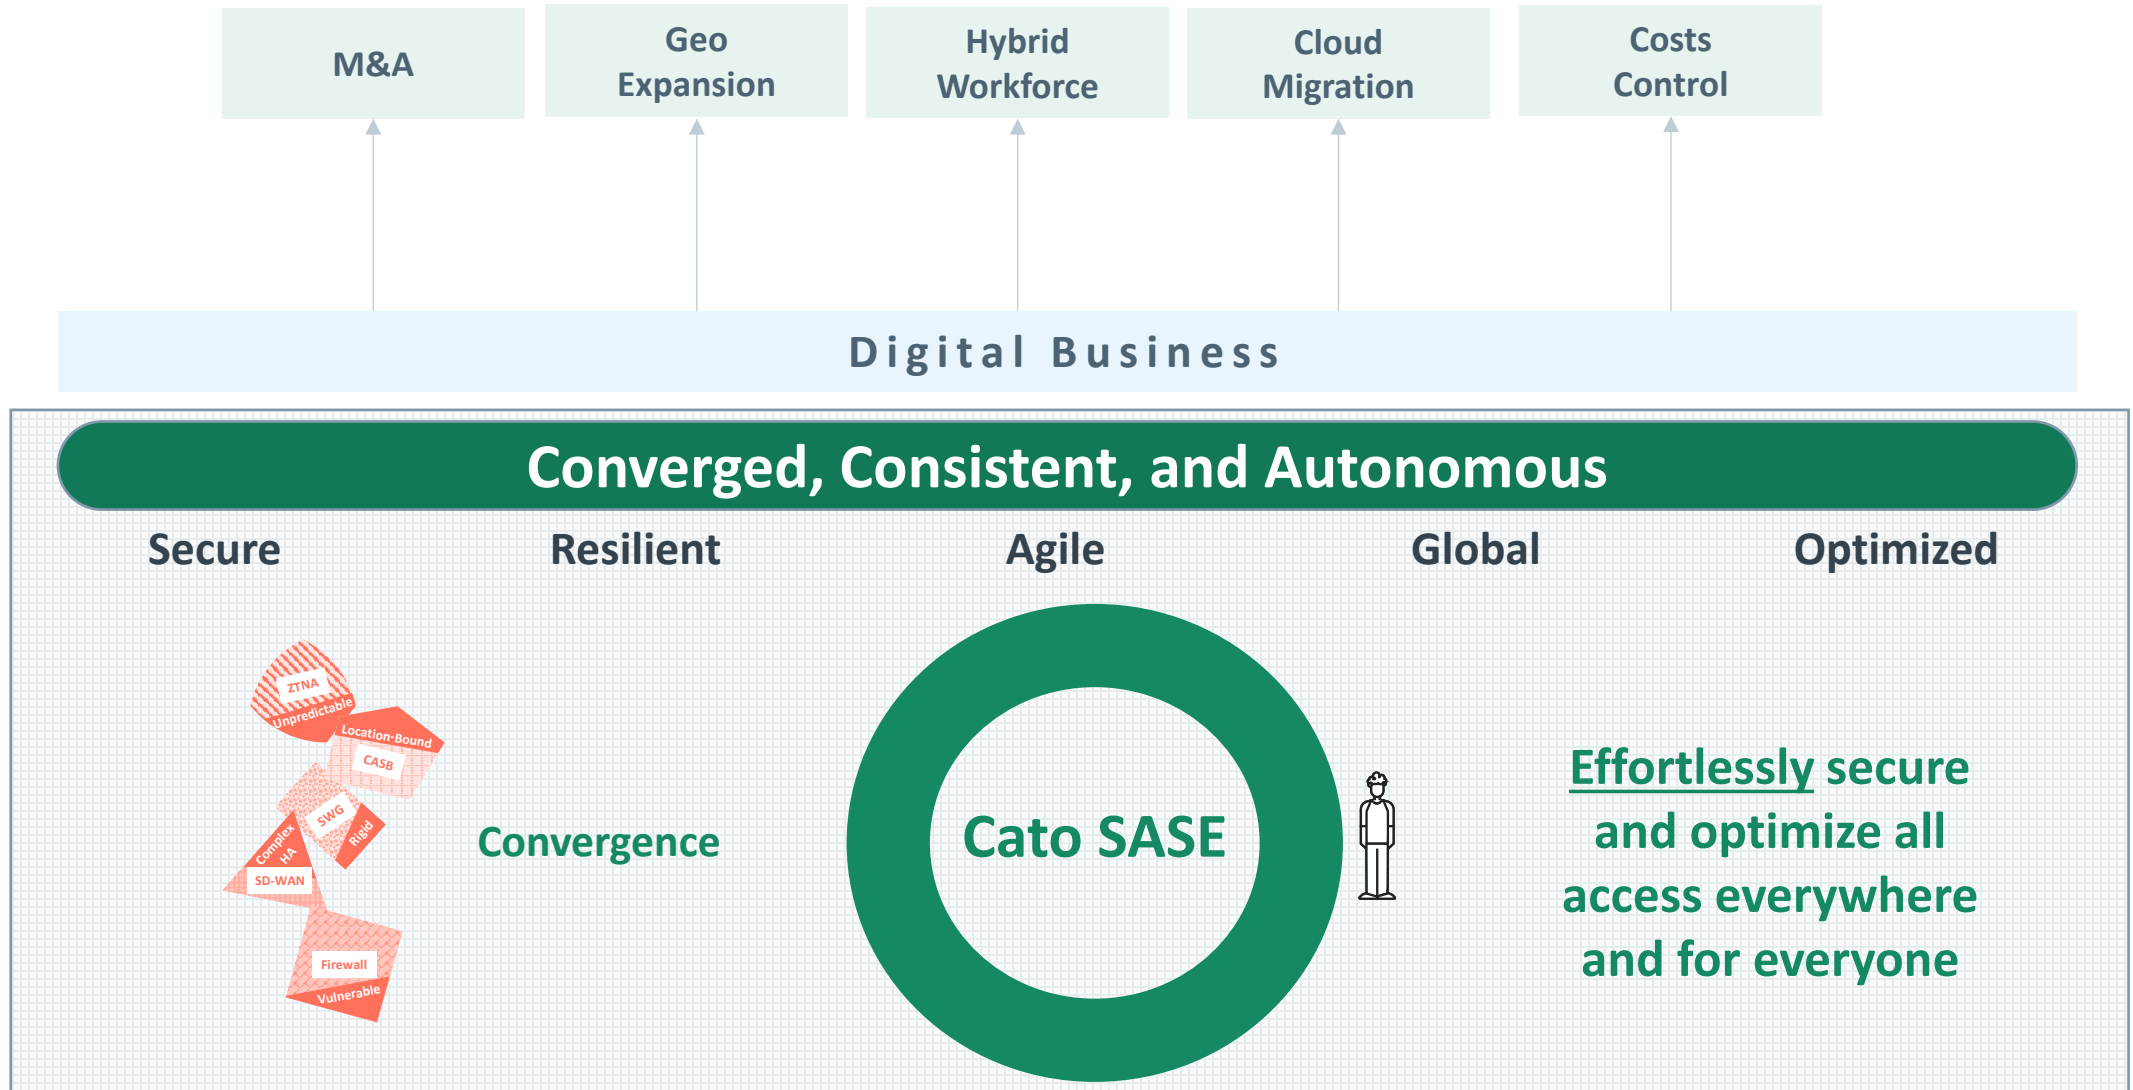 M&A
Geo
Expansion
Hybrid
Workforce
Cloud
Migration
Costs
Control
Digital Business
Converged, Consistent, and Autonomous
Secure
Resilient
Agile
Global
Optimized
ZTNA
Unpredictable
Location-Bound
CASB
SWG
Rigid
Complex
HA
SD-WAN
Firewall
Vulnerable
Convergence
Cato SASE
Effortlessly secure
and optimize all
access everywhere
and for everyone